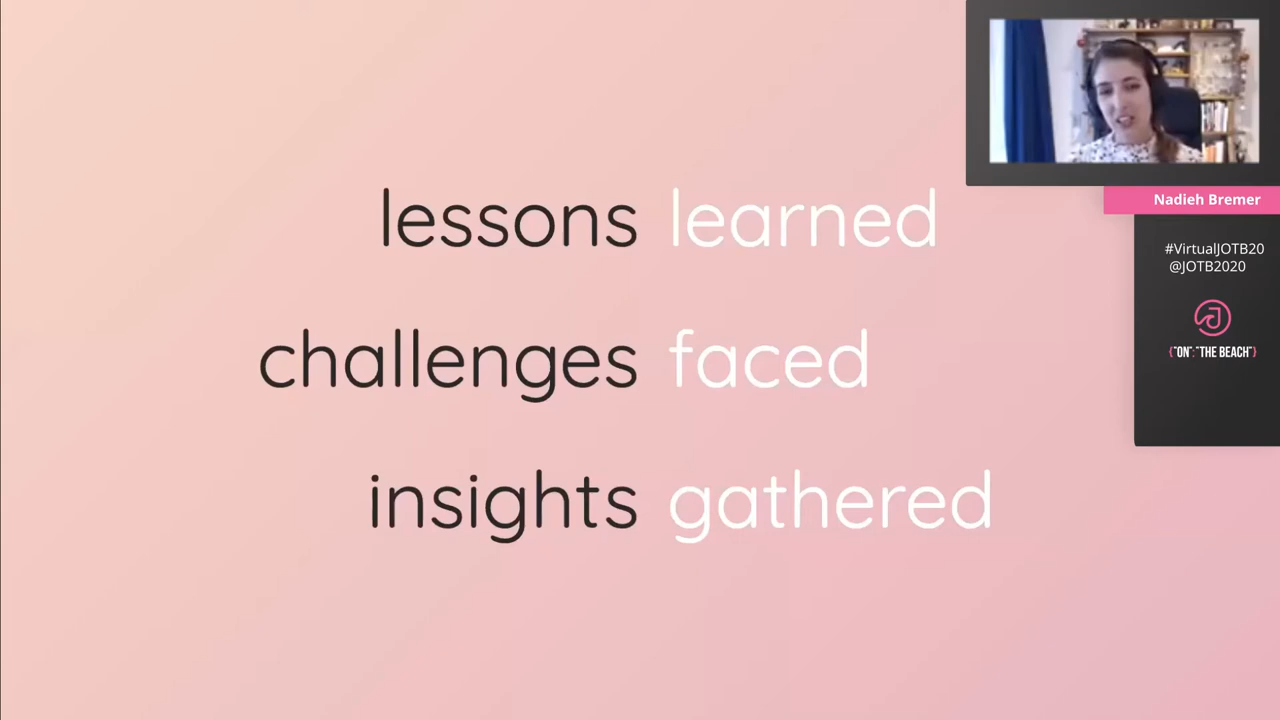 lessons learned
challenges faced
insights gathered
Nadieh Bremer
#VirtualJOTB20
@JOTB2020
{"ON":"THE BEACH"}